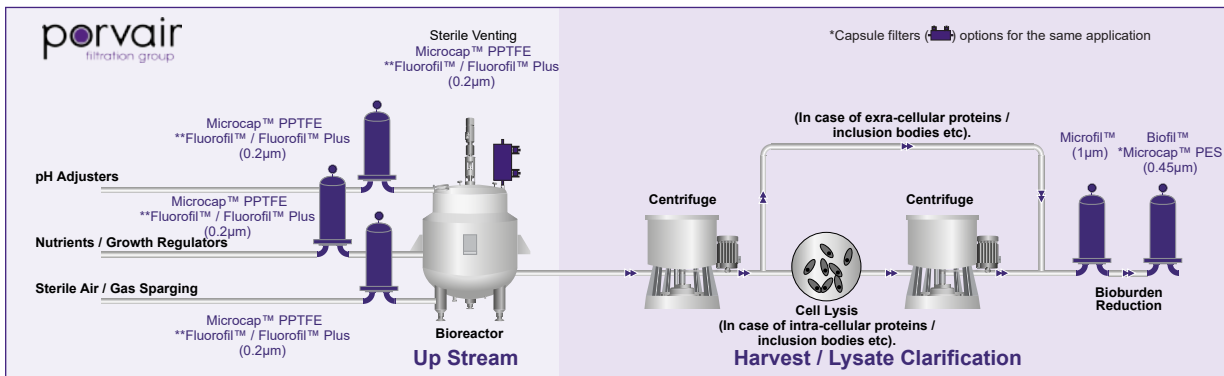 porvair
filtration group
Sterile Venting
Microcap™ PPTFE
**Fluorofil™ / Fluorofil™ Plus
(0.2µm)
*Capsule filters ( ) options for the same application
Microcap™ PPTFE
**Fluorofil™ / Fluorofil™ Plus
(0.2µm)
pH Adjusters
Microcap™ PPTFE
**Fluorofil™ / Fluorofil™ Plus
(0.2µm)
Nutrients / Growth Regulators
Sterile Air / Gas Sparging
Microcap™ PPTFE
**Fluorofil™ / Fluorofil™ Plus
(0.2µm)
Bioreactor
Up Stream
Centrifuge
(In case of exra-cellular proteins /
inclusion bodies etc).
Cell Lysis
(In case of intra-cellular proteins /
inclusion bodies etc).
Centrifuge
Microfil™
(1µm)
Biofil™
*Microcap™ PES
(0.45µm)
Bioburden
Reduction
Harvest / Lysate Clarification